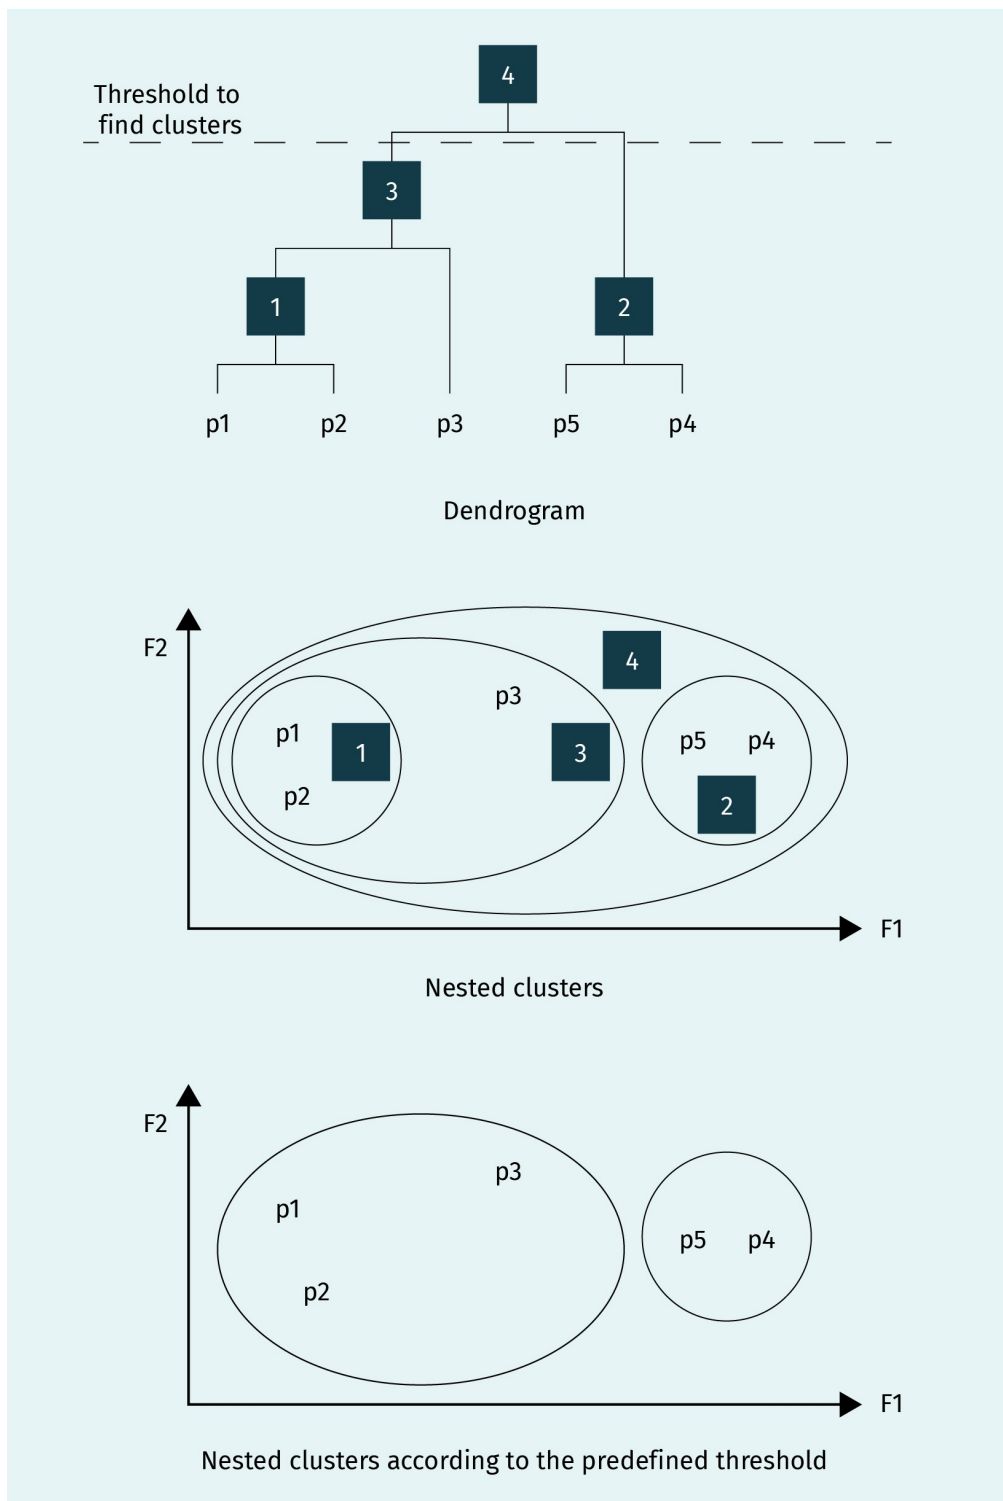 4
Threshold to
find clusters
3
1
2
p1
p2
p3
p5
p4
Dendrogram
F2
4
p3
p1
1
3
p5
p4
p2
2
F1
Nested clusters
F2
p3
p1
p5
p4
p2
F1
Nested clusters according to the predefined threshold